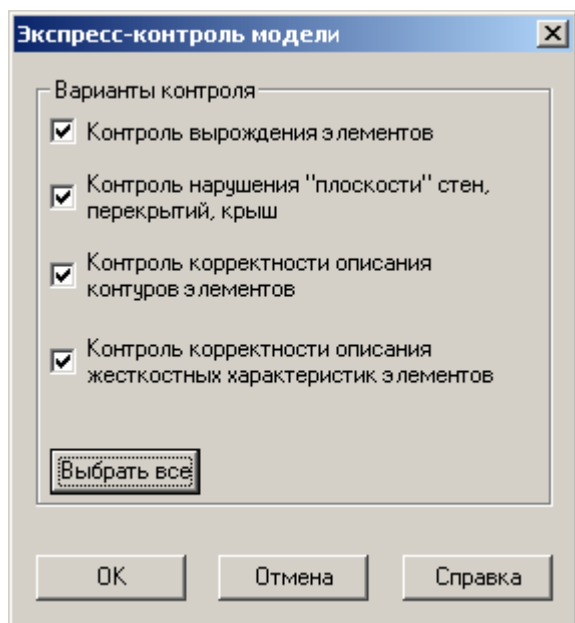 Экспресс-контроль модели
Варианты контроля
Контроль вырождения элементов
Контроль нарушения "плоскости" стен,
перекрытий, крыш
Контроль корректности описания
контуров элементов
Контроль корректности описания
жесткостных характеристик элементов
Выбрать все
OK
Отмена
Справка